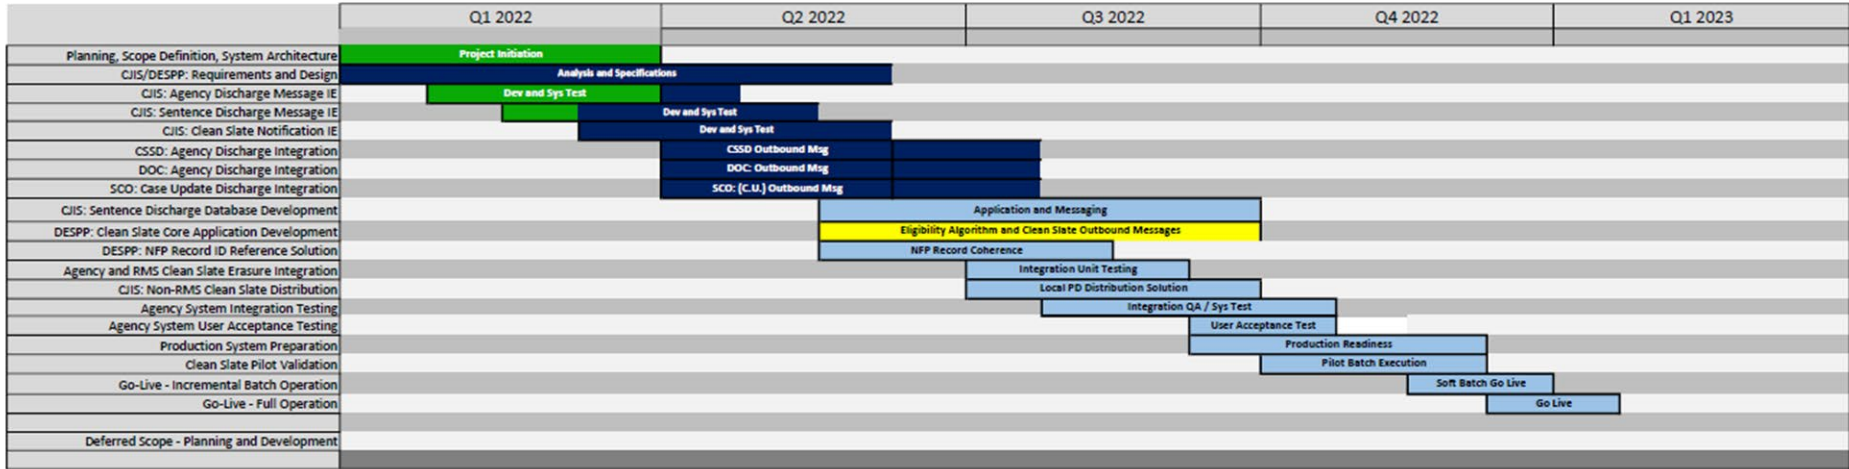 Q1 2022 Q2 2022 Q3 2022 Q4 2022 Q1 2023
Planning, Scope Definition, System Architecture Project Initiation
CJIS/DESPP: Requirements and Design Analysis and Specifications
CJIS: Agency Discharge Message IE Dev and Sys Test
CJIS: Sentence Discharge Message IE Dev and Sys Test
CJIS: Clean Slate Notification IE Dev and Sys Test
CSSD: Agency Discharge Integration CSSD Outbound Msg
DOC: Agency Discharge Integration DOC: Outbound Msg
SCO: Case Update Discharge Integration SCO: (C.U.) Outbound Msg
CJIS: Sentence Discharge Database Development Application and Messaging
DESPP: Clean Slate Core Application Development Eligibility Algorithm and Clean Slate Outbound Messages
DESPP: NFP Record ID Reference Solution NFP Record Coherence
Agency and RMS Clean Slate Erasure Integration Integration Unit Testing
CJIS: Non-RMS Clean Slate Distribution Local PD Distribution Solution
Agency System Integration Testing Integration QA / Sys Test
Agency System User Acceptance Testing User Acceptance Test
Production System Preparation Production Readiness
Clean Slate Pilot Validation Pilot Batch Execution
Go-Live - Incremental Batch Operation Soft Batch Go Live
Go-Live - Full Operation Go Live
Deferred Scope - Planning and Development